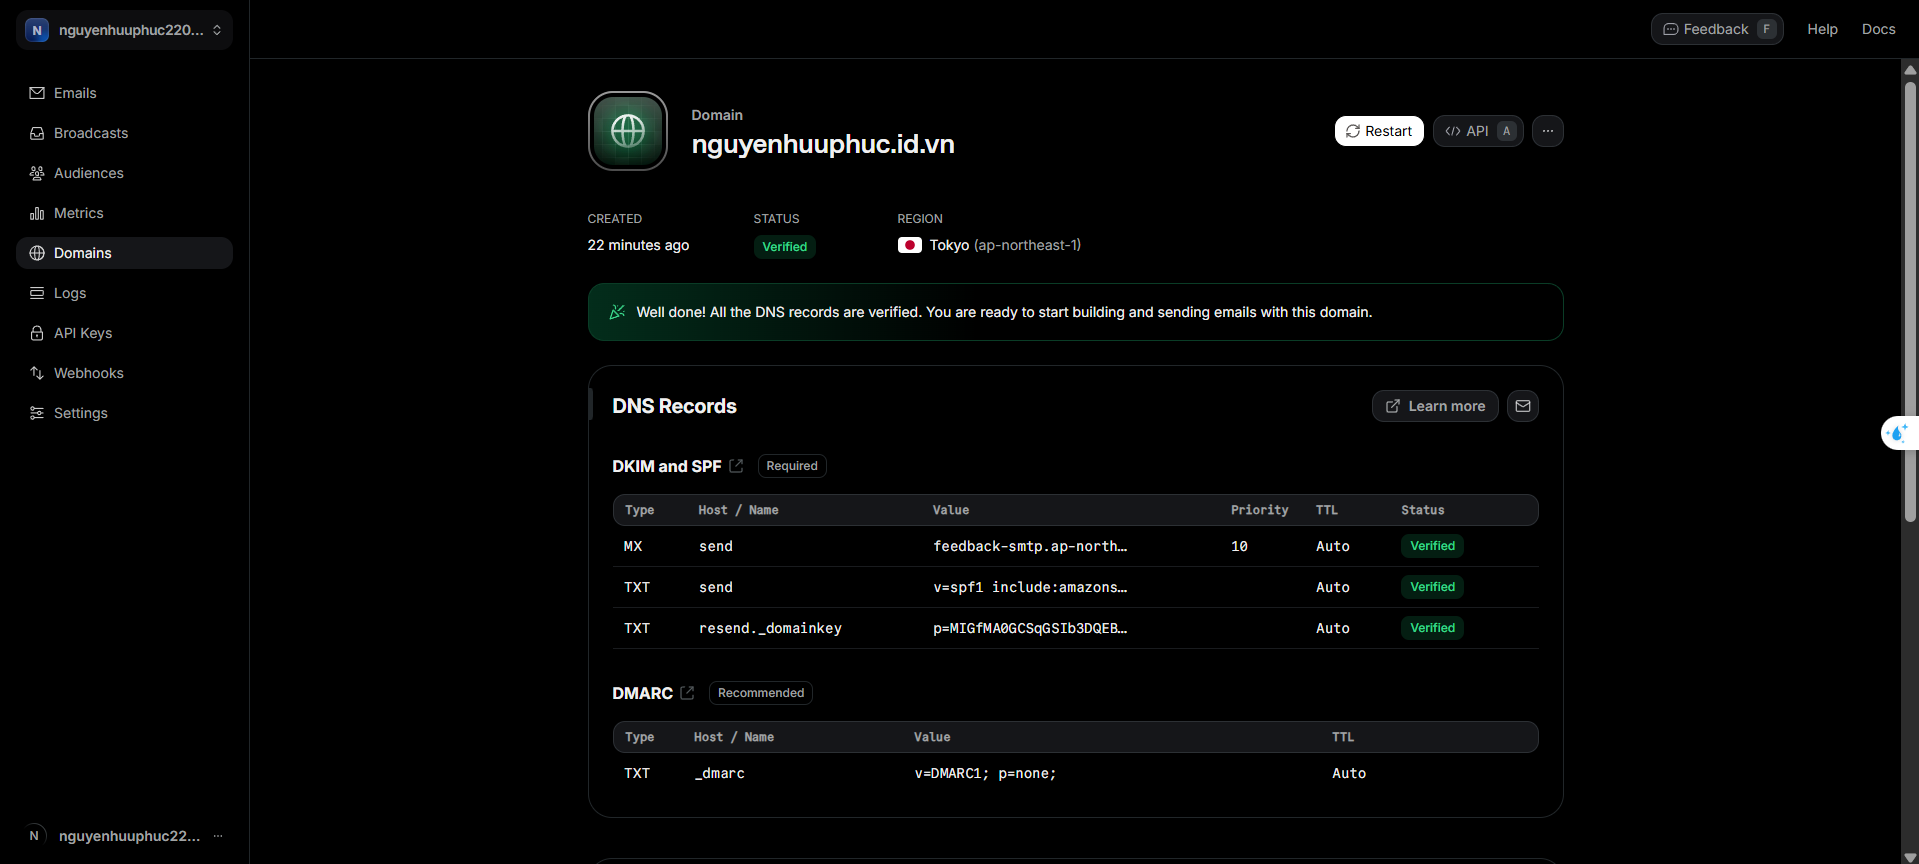 N nguyenhuuphuc220...
Feedback F
Help
Docs
Emails
Broadcasts
Audiences
Metrics
Domains
Logs
API Keys
Webhooks
Settings
N nguyenhuuphuc22... ...
Domain
nguyenhuuphuc.id.vn
Restart
API A
...
CREATED STATUS REGION
22 minutes ago Verified Tokyo (ap-northeast-1)
Well done! All the DNS records are verified. You are ready to start building and sending emails with this domain.
DNS Records
Learn more
DKIM and SPF Required
Type Host / Name Value Priority TTL Status
MX send feedback-smtp.ap-north… 10 Auto Verified
TXT send v=spf1 include:amazons… Auto Verified
TXT resend._domainkey p=MIGfMA0GCSqGSIb3DQEB… Auto Verified
DMARC Recommended
Type Host / Name Value TTL
TXT _dmarc v=DMARC1; p=none; Auto